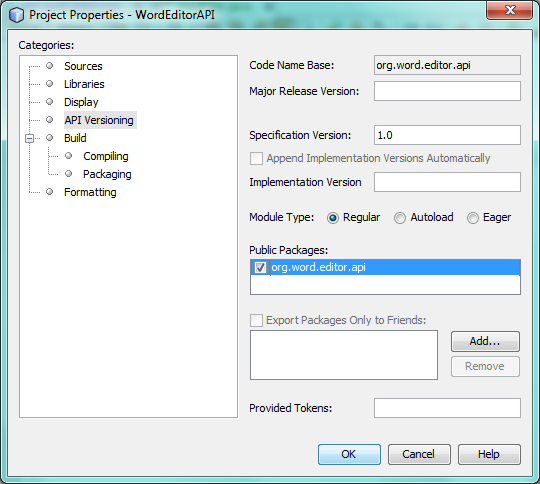 Project Properties - WordEditorAPI
Categories:
Sources
Libraries
Display
API Versioning
Build
Compiling
Packaging
Formatting
Code Name Base: org.word.editor.api
Major Release Version:
Specification Version: 1.0
Append Implementation Versions Automatically
Implementation Version
Module Type: Regular Autoload Eager
Public Packages:
org.word.editor.api
Export Packages Only to Friends:
Add...
Remove
Provided Tokens:
OK Cancel Help